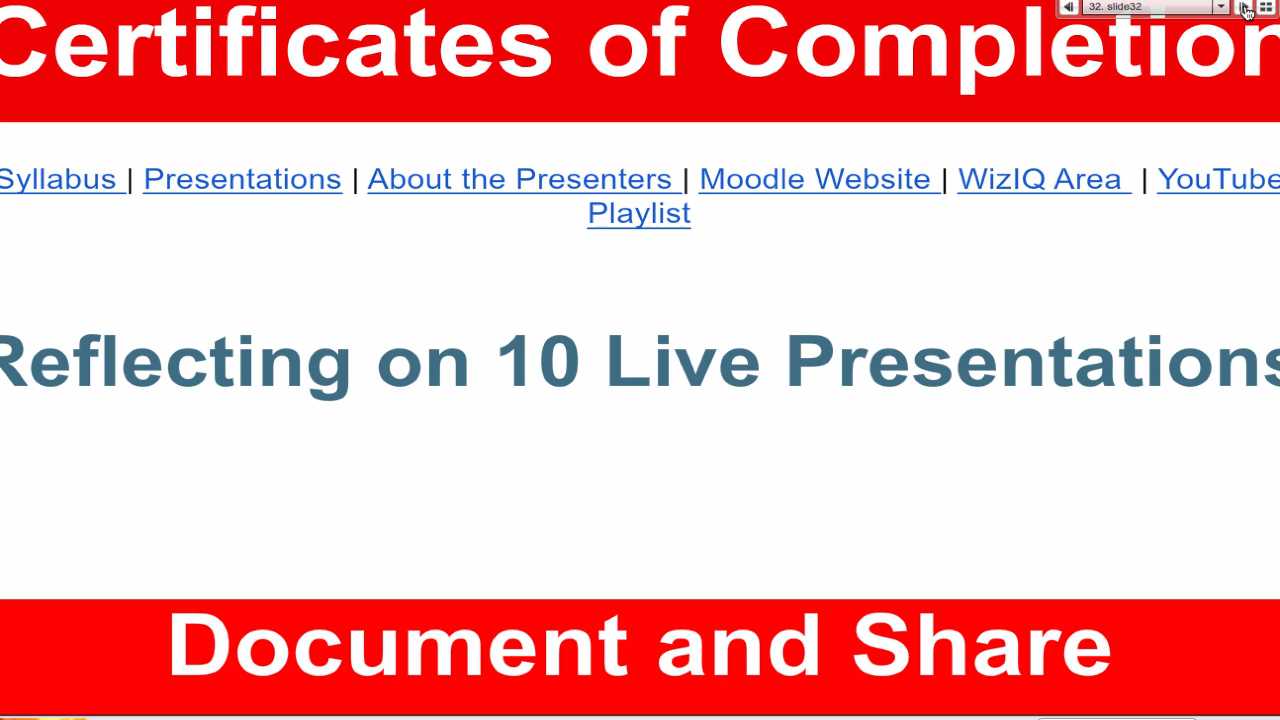 Certificates of Completion
32. slide32
Syllabus | Presentations | About the Presenters | Moodle Website | WizIQ Area | YouTube
Playlist
Reflecting on 10 Live Presentations
Document and Share